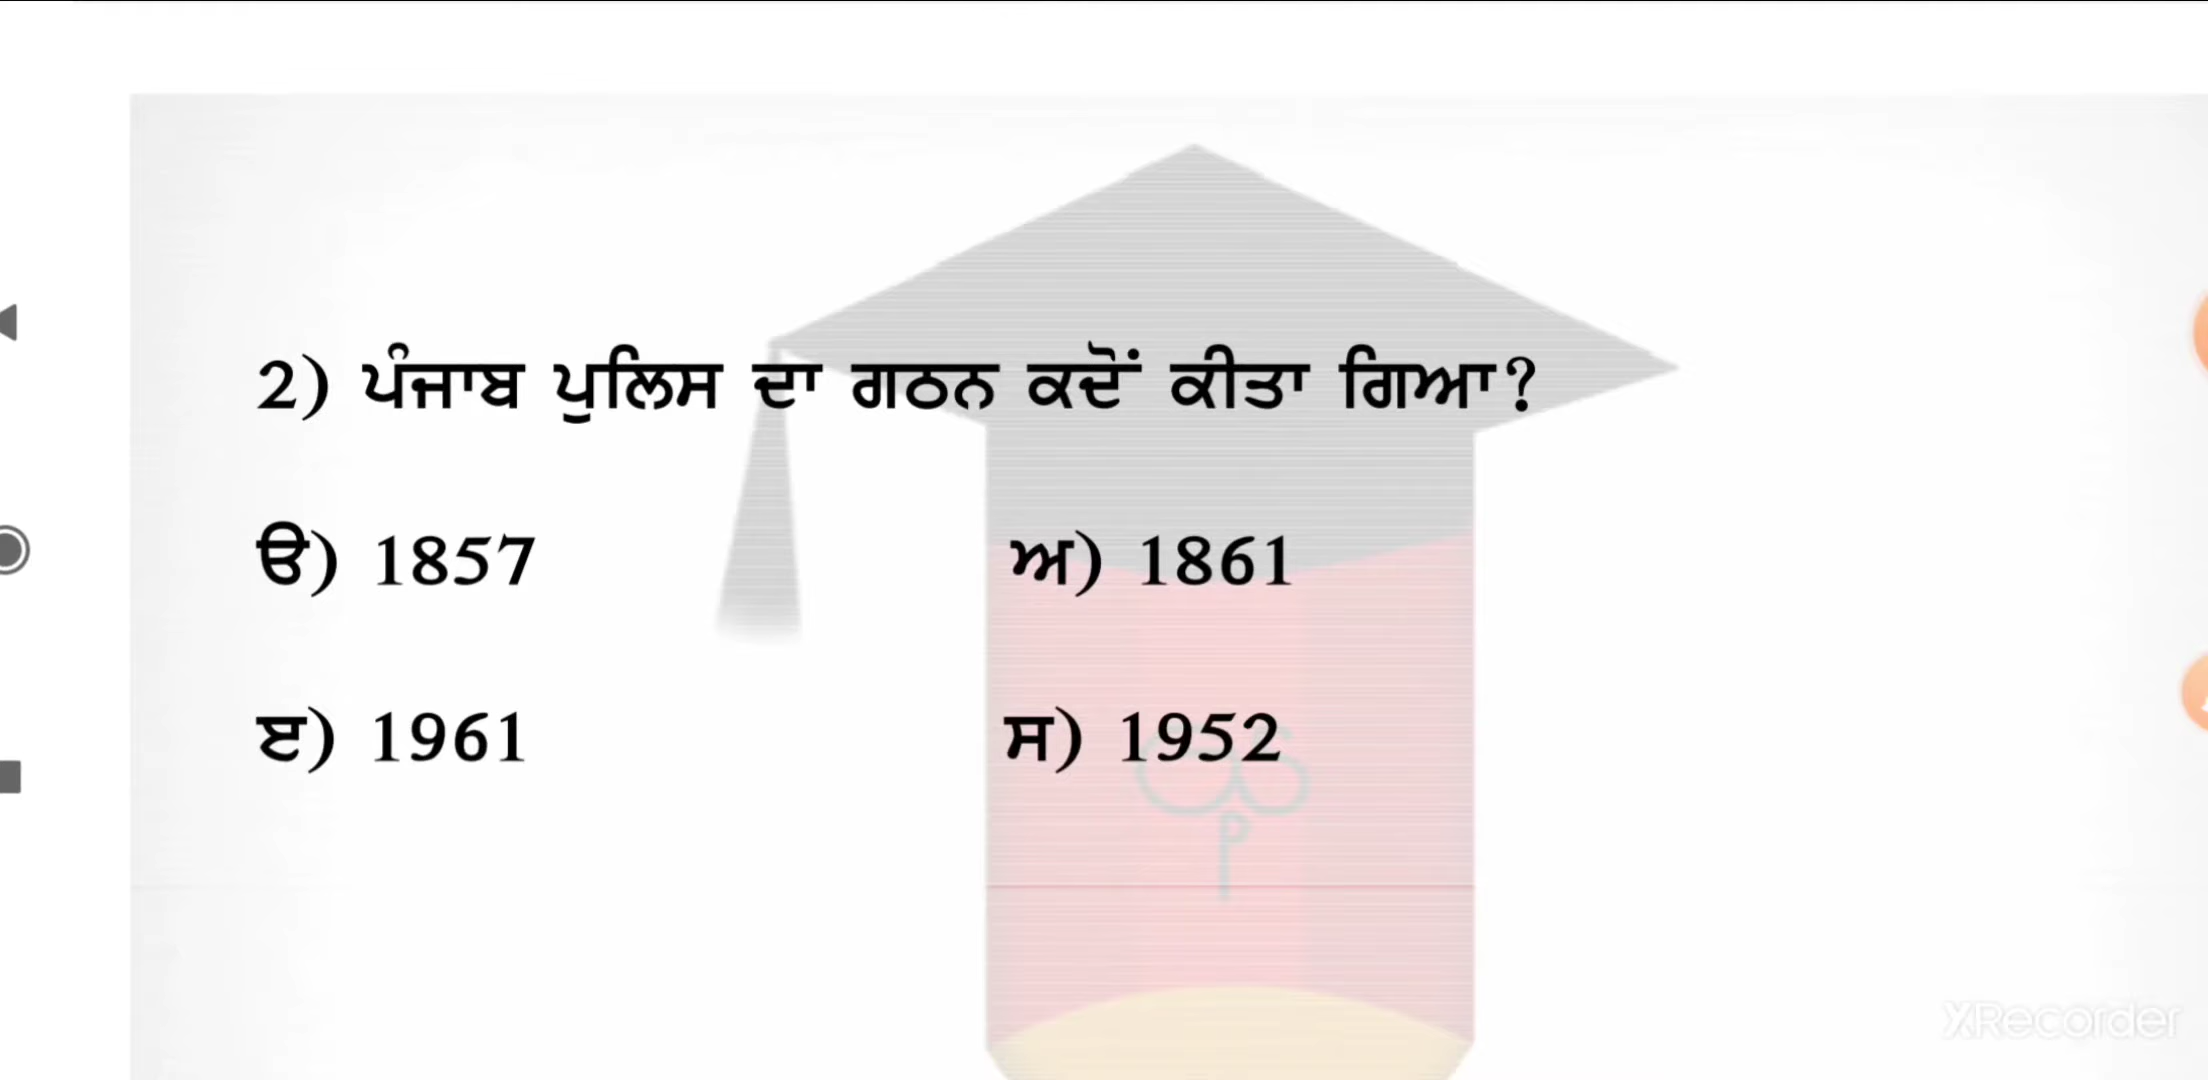 2) ਪੰਜਾਬ ਪੁਲਿਸ ਦਾ ਗਠਨ ਕਦੋਂ ਕੀਤਾ ਗਿਆ?
ੳ) 1857 ਅ) 1861
ੲ) 1961 ਸ) 1952
XRecorder